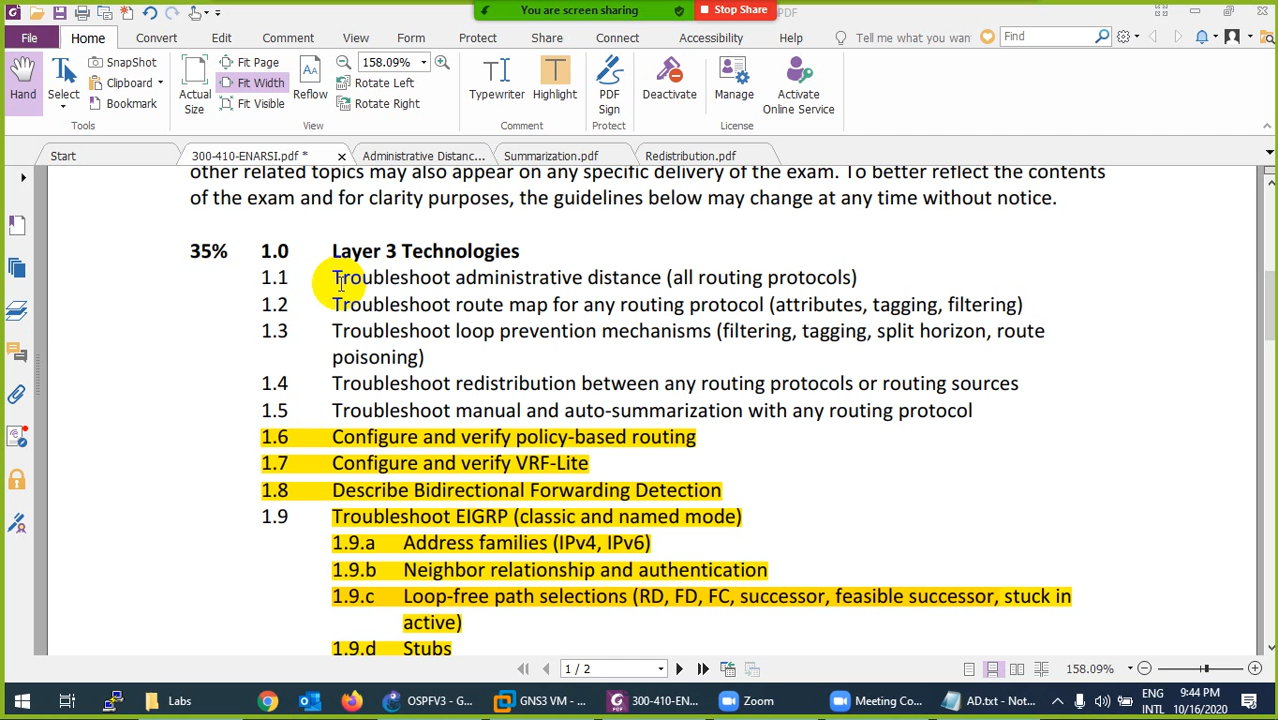 You are screen sharing
Stop Share
PDF
File
Home
Convert
Edit
Comment
View
Form
Protect
Share
Connect
Accessibility
Help
Tell me what you want
Find
Hand
Select
SnapShot
Clipboard
Bookmark
Tools
Actual Size
Fit Page
Fit Width
Fit Visible
Reflow
158.09%
Rotate Left
Rotate Right
View
Typewriter
Highlight
Comment
PDF Sign
Protect
Deactivate
Manage
License
Activate Online Service
Start
300-410-ENARSI.pdf *
Administrative Distanc...
Summarization.pdf
Redistribution.pdf
other related topics may also appear on any specific delivery of the exam. To better reflect the contents
of the exam and for clarity purposes, the guidelines below may change at any time without notice.
35% 1.0 Layer 3 Technologies
1.1 Troubleshoot administrative distance (all routing protocols)
1.2 Troubleshoot route map for any routing protocol (attributes, tagging, filtering)
1.3 Troubleshoot loop prevention mechanisms (filtering, tagging, split horizon, route
poisoning)
1.4 Troubleshoot redistribution between any routing protocols or routing sources
1.5 Troubleshoot manual and auto-summarization with any routing protocol
1.6 Configure and verify policy-based routing
1.7 Configure and verify VRF-Lite
1.8 Describe Bidirectional Forwarding Detection
1.9 Troubleshoot EIGRP (classic and named mode)
1.9.a Address families (IPv4, IPv6)
1.9.b Neighbor relationship and authentication
1.9.c Loop-free path selections (RD, FD, FC, successor, feasible successor, stuck in
active)
1.9.d Stubs
1 / 2
158.09%
Labs
OSPFV3 - G...
GNS3 VM - ...
300-410-EN...
Zoom
Meeting Co...
AD.txt - Not...
ENG
INTL
9:44 PM
10/16/2020